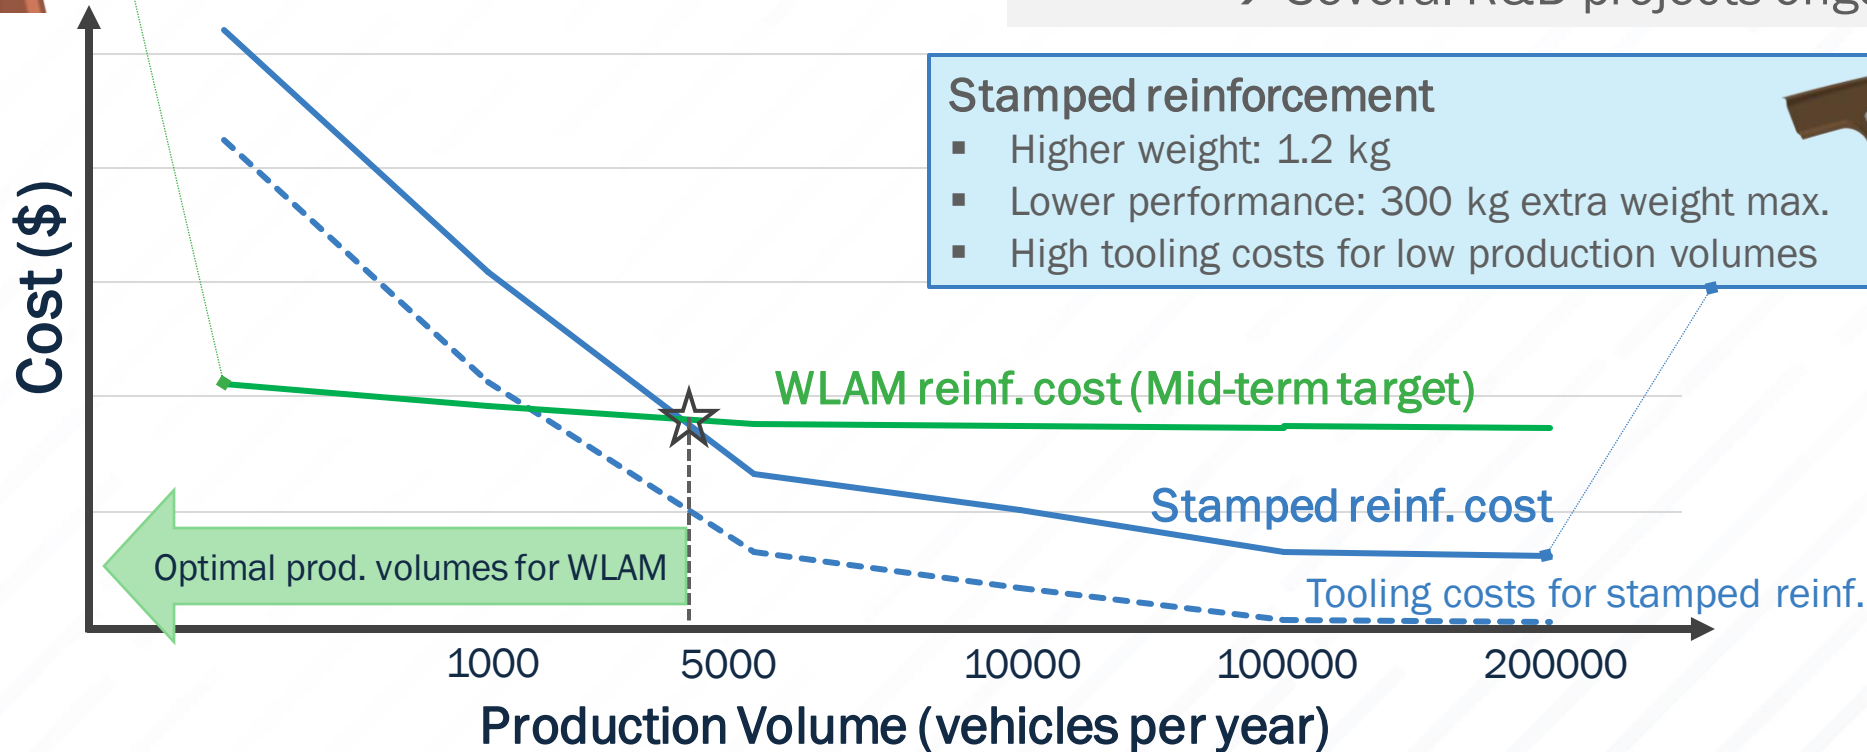 R&D projects
Stamped reinforcement
▪ Higher weight: 1.2 kg
▪ Lower performance: 300 kg extra weight max.
▪ High tooling costs for low production volumes
Cost ($)
WLAM reinf. cost (Mid-term target)
Stamped reinf. cost
Optimal prod. volumes for WLAM
Tooling costs for stamped reinf.
1000 5000 10000 100000 200000
Production Volume (vehicles per year)